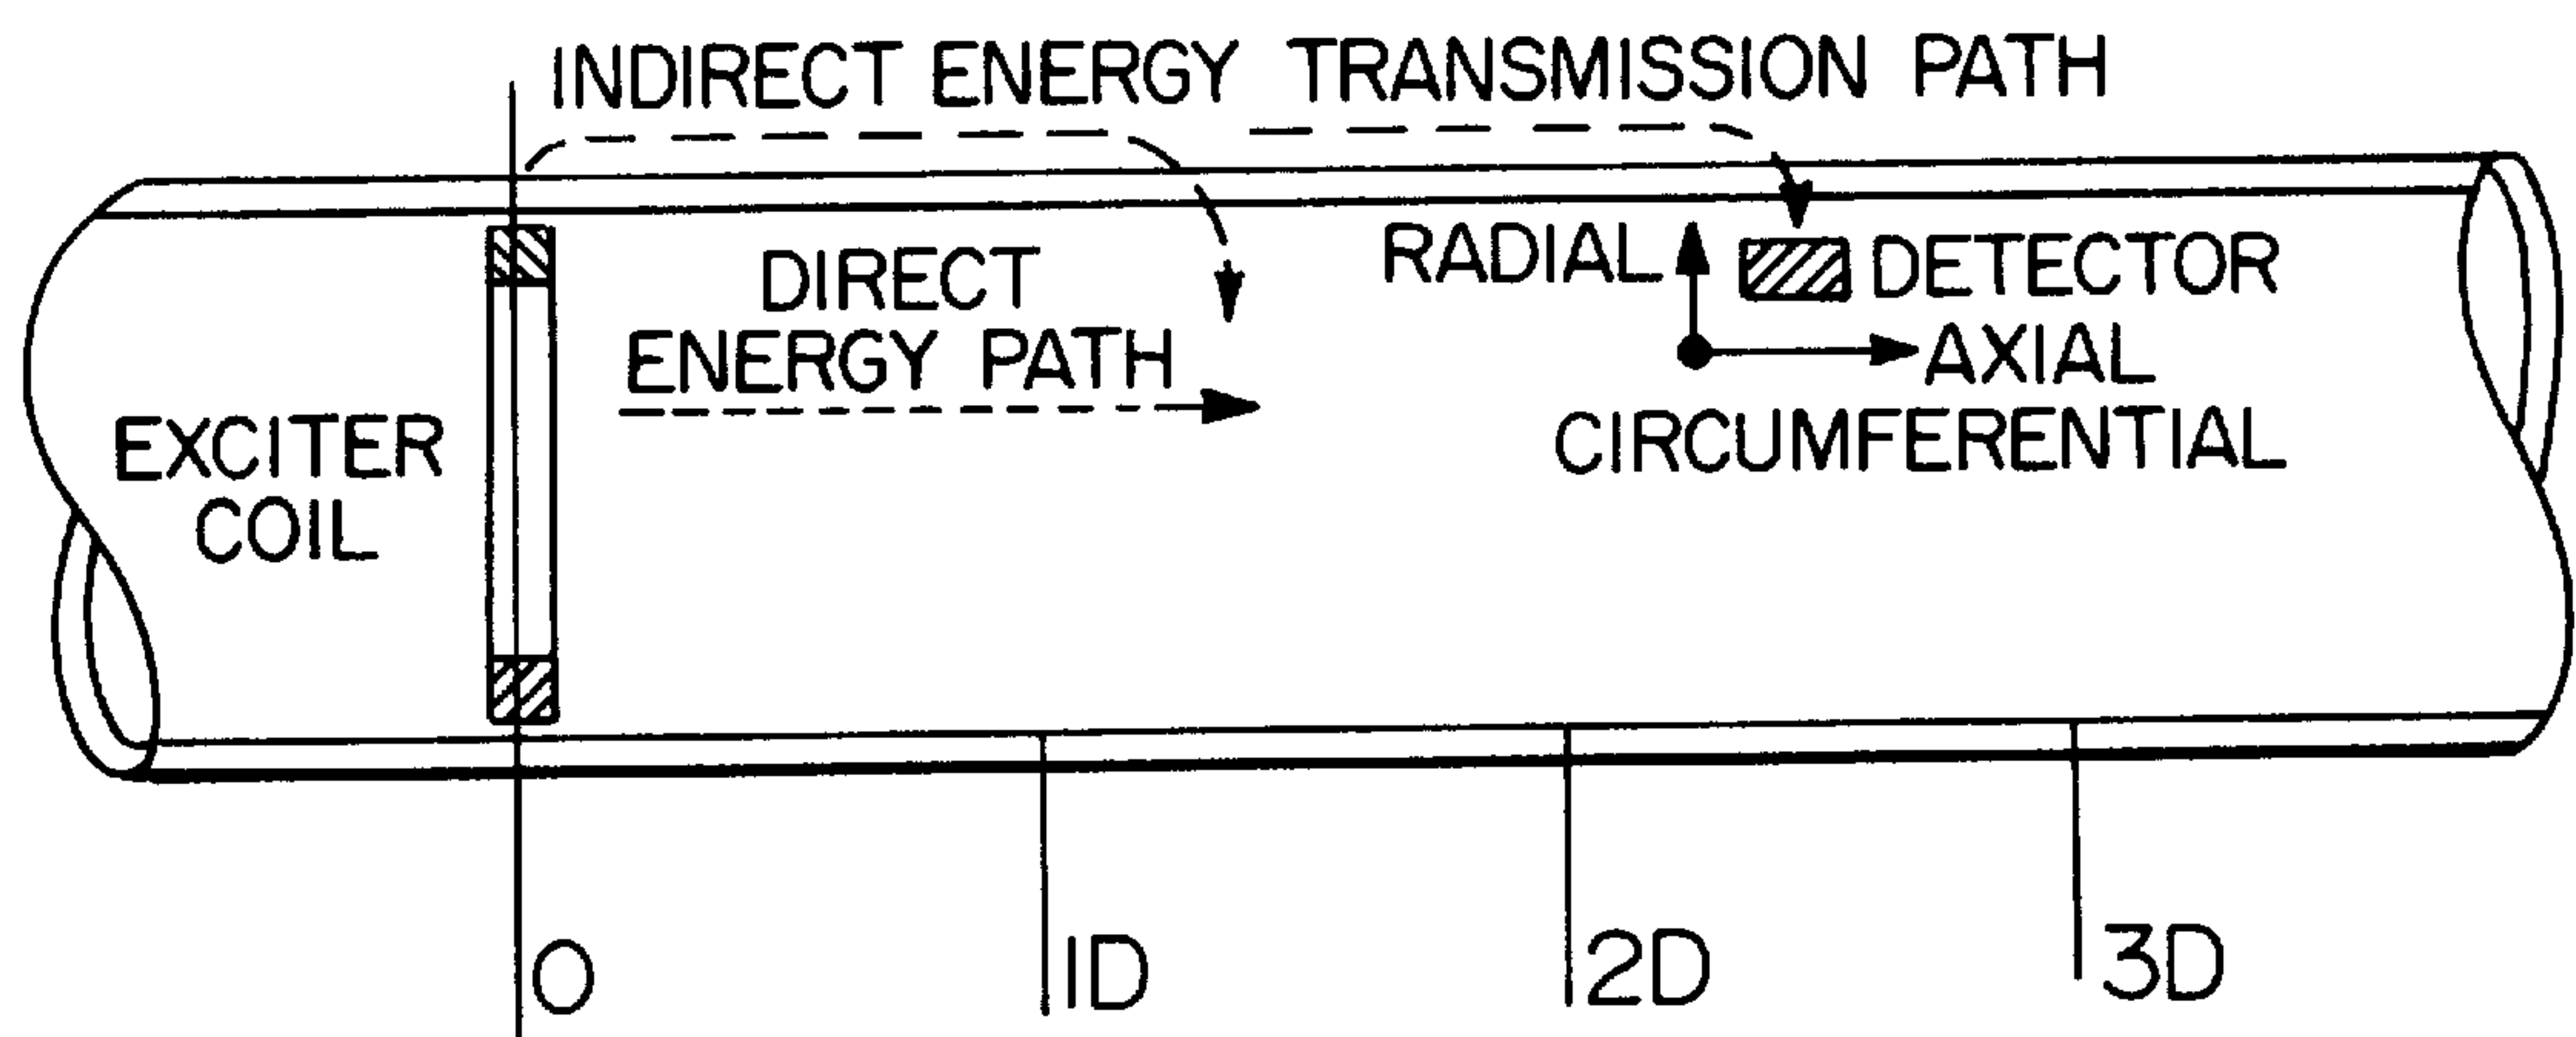 INDIRECT ENERGY TRANSMISSION PATH
DIRECT
ENERGY PATH
RADIAL
DETECTOR
AXIAL
CIRCUMFERENTIAL
EXCITER
COIL
0
1D
2D
3D